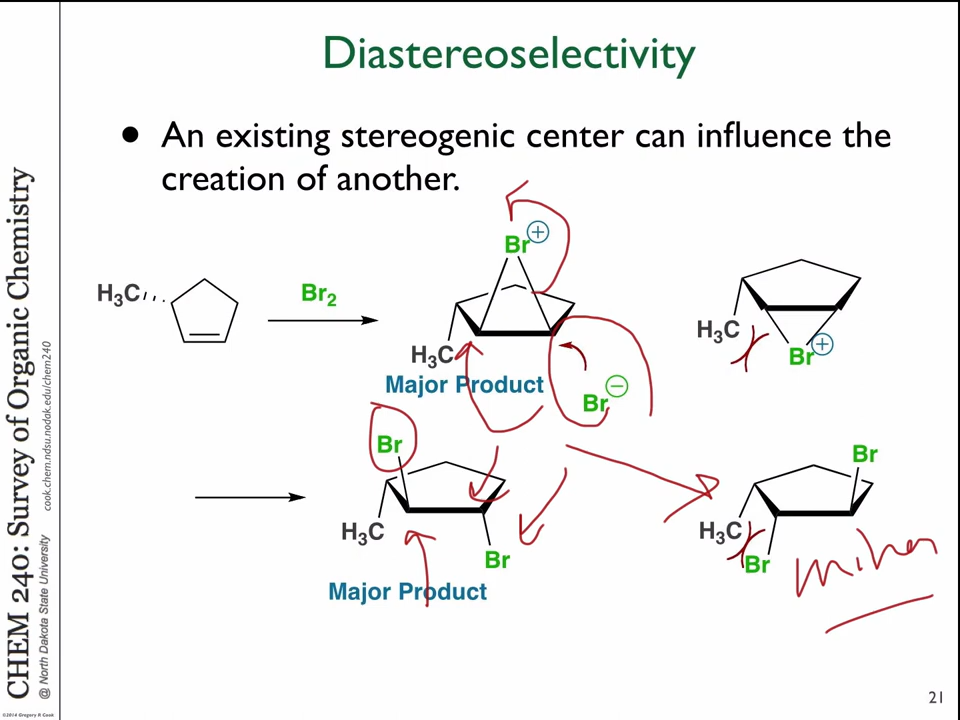 Diastereoselectivity
• An existing stereogenic center can influence the
creation of another.
H₃C
Br₂
Br⊕
H₃C
Major Product
Br⊖
H₃C
Br⊕
Br
H₃C
Br
Major Product
Br
H₃C
Br
minor
21
CHEM 240: Survey of Organic Chemistry
@ North Dakota State University cook.chem.ndsu.nodak.edu/chem240
©2014 Gregory R Cook